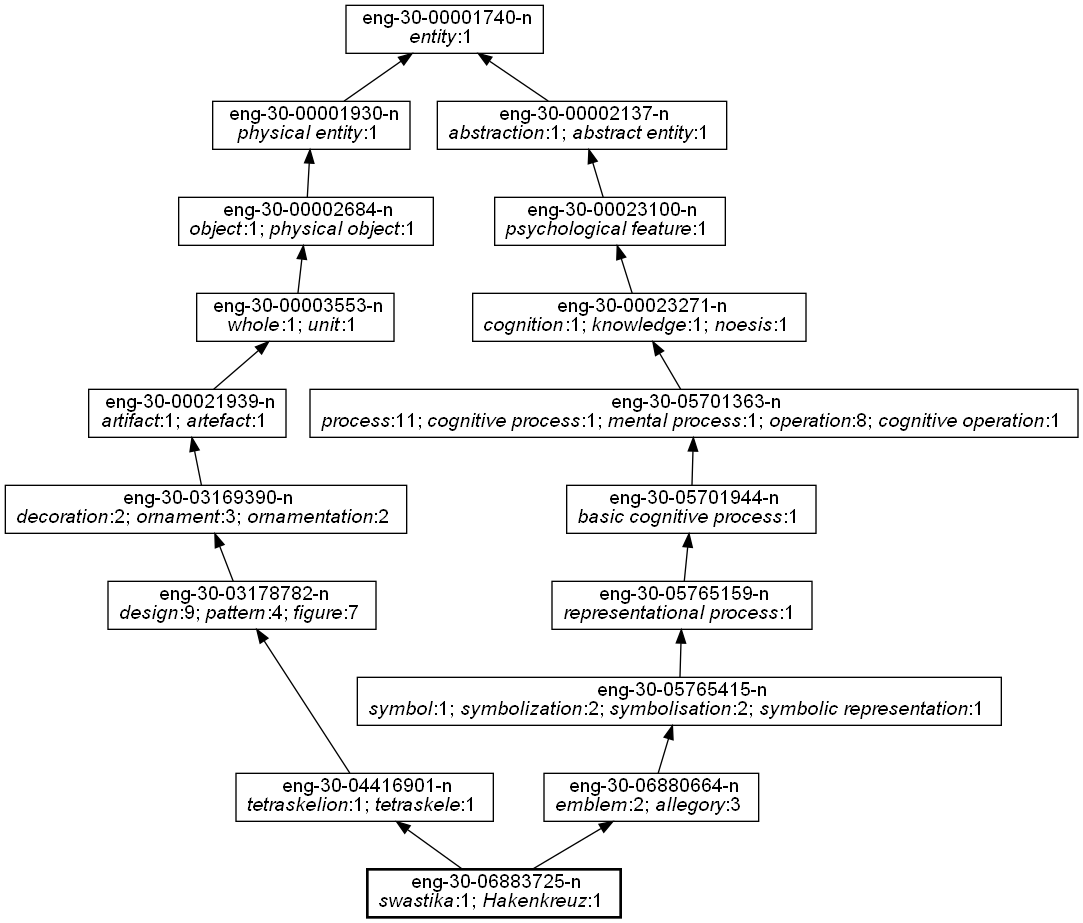 eng-30-00001740-n
entity:1
eng-30-00001930-n
physical entity:1
eng-30-00002137-n
abstraction:1; abstract entity:1
eng-30-00002684-n
object:1; physical object:1
eng-30-00023100-n
psychological feature:1
eng-30-00003553-n
whole:1; unit:1
eng-30-00023271-n
cognition:1; knowledge:1; noesis:1
eng-30-00021939-n
artifact:1; artefact:1
eng-30-05701363-n
process:11; cognitive process:1; mental process:1; operation:8; cognitive operation:1
eng-30-03169390-n
decoration:2; ornament:3; ornamentation:2
eng-30-05701944-n
basic cognitive process:1
eng-30-03178782-n
design:9; pattern:4; figure:7
eng-30-05765159-n
representational process:1
eng-30-05765415-n
symbol:1; symbolization:2; symbolisation:2; symbolic representation:1
eng-30-04416901-n
tetraskelion:1; tetraskele:1
eng-30-06880664-n
emblem:2; allegory:3
eng-30-06883725-n
swastika:1; Hakenkreuz:1